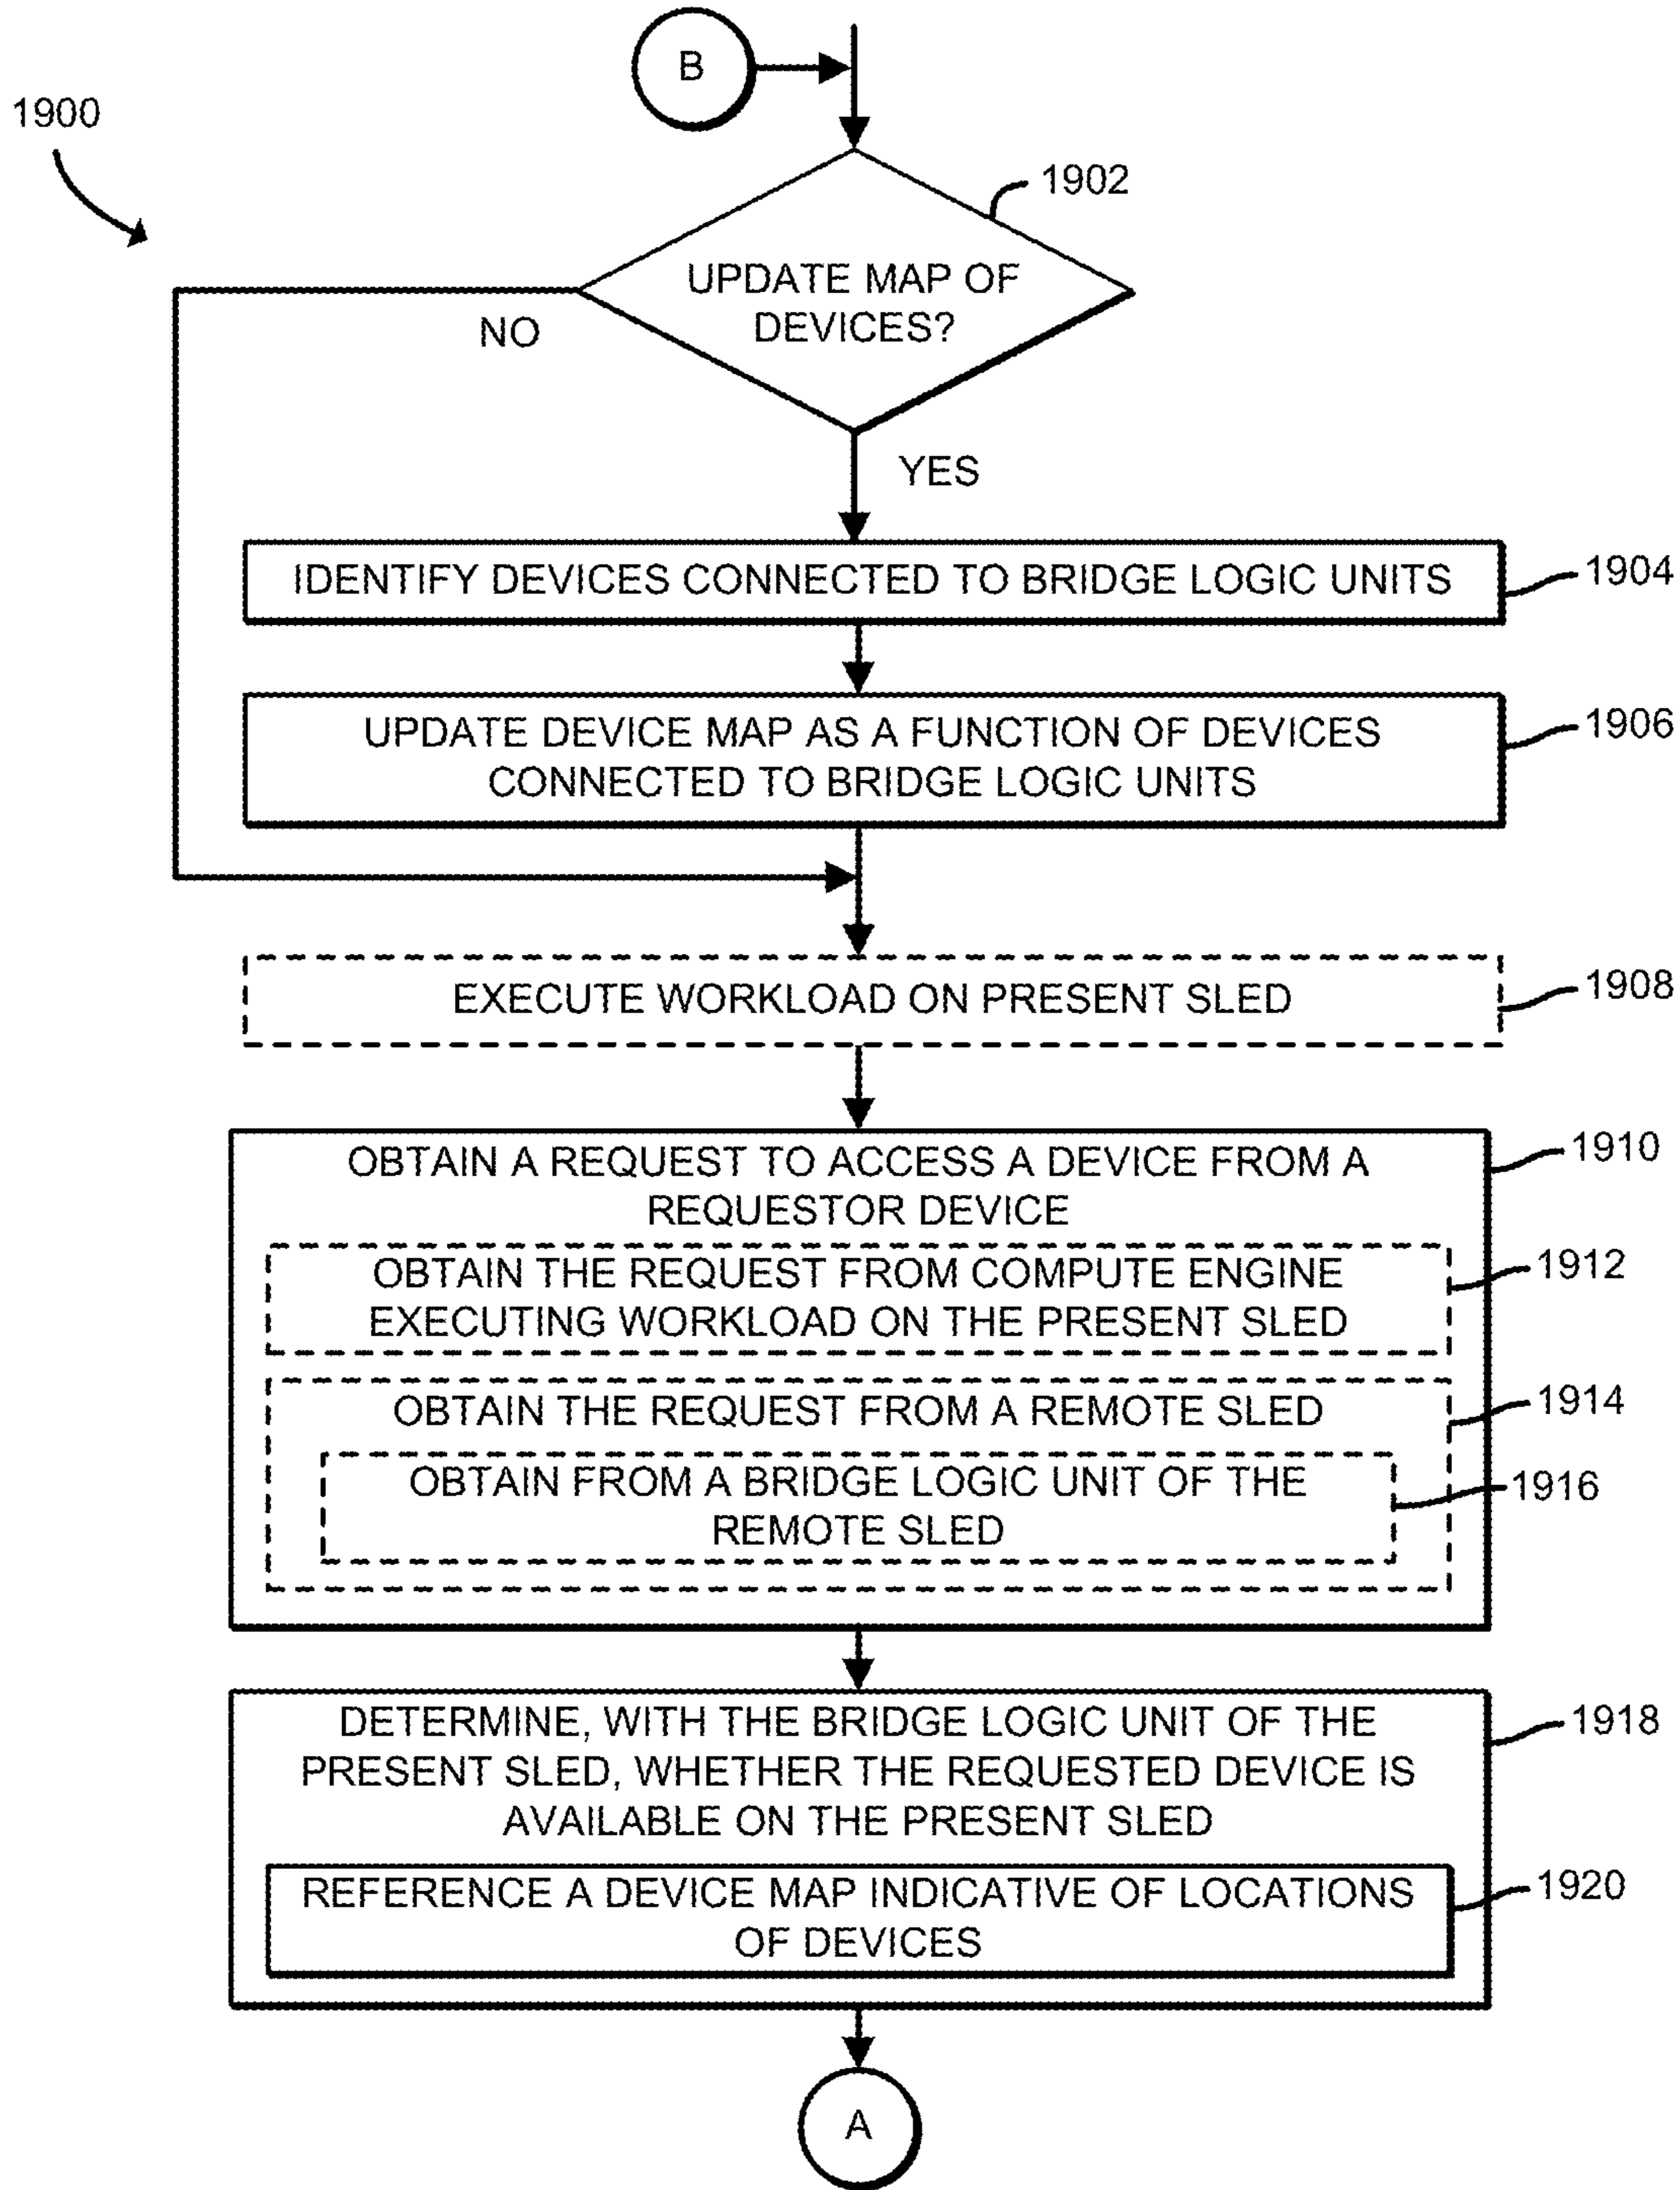 B
1900
1902
UPDATE MAP OF
DEVICES?
NO
YES
IDENTIFY DEVICES CONNECTED TO BRIDGE LOGIC UNITS
1904
UPDATE DEVICE MAP AS A FUNCTION OF DEVICES
CONNECTED TO BRIDGE LOGIC UNITS
1906
EXECUTE WORKLOAD ON PRESENT SLED
1908
OBTAIN A REQUEST TO ACCESS A DEVICE FROM A
REQUESTOR DEVICE
1910
OBTAIN THE REQUEST FROM COMPUTE ENGINE
EXECUTING WORKLOAD ON THE PRESENT SLED
1912
OBTAIN THE REQUEST FROM A REMOTE SLED
1914
OBTAIN FROM A BRIDGE LOGIC UNIT OF THE
REMOTE SLED
1916
DETERMINE, WITH THE BRIDGE LOGIC UNIT OF THE
PRESENT SLED, WHETHER THE REQUESTED DEVICE IS
AVAILABLE ON THE PRESENT SLED
1918
REFERENCE A DEVICE MAP INDICATIVE OF LOCATIONS
OF DEVICES
1920
A